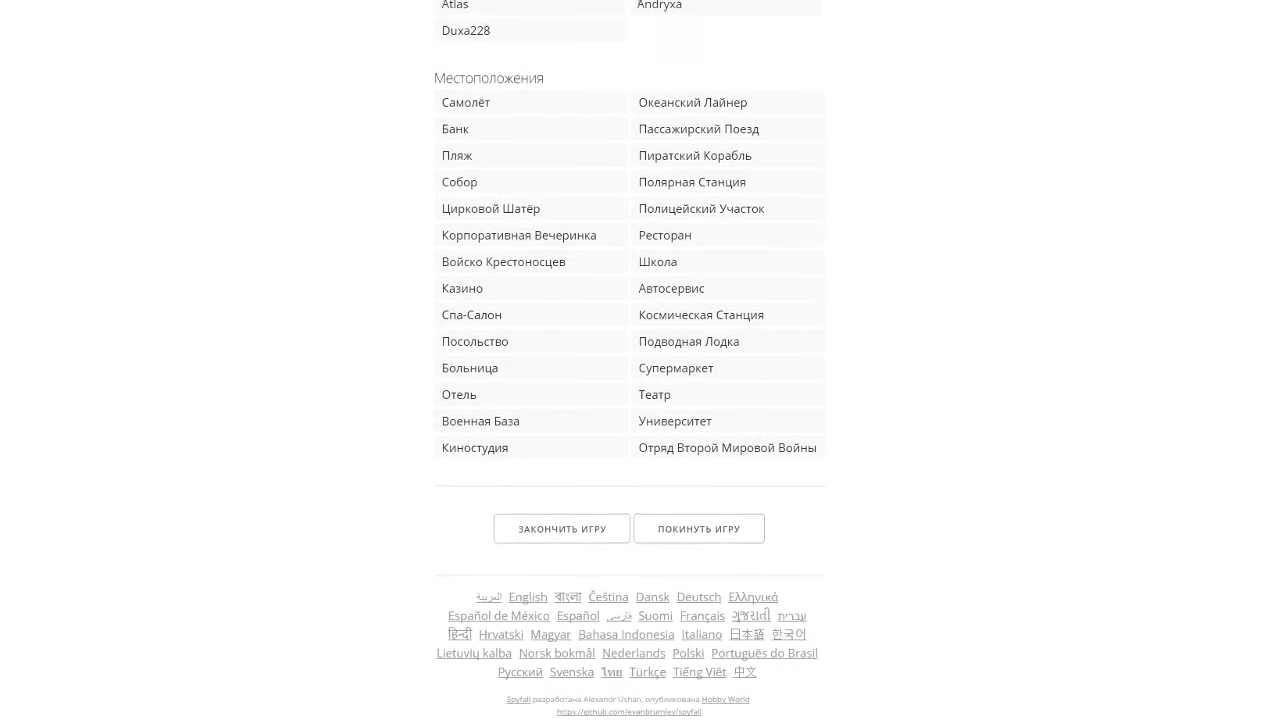 Atlas Andryxa
Duxa228
Местоположения
Самолёт Океанский Лайнер
Банк Пассажирский Поезд
Пляж Пиратский Корабль
Собор Полярная Станция
Цирковой Шатёр Полицейский Участок
Корпоративная Вечеринка Ресторан
Войско Крестоносцев Школа
Казино Автосервис
Спа-Салон Космическая Станция
Посольство Подводная Лодка
Больница Супермаркет
Отель Театр
Военная База Университет
Киностудия Отряд Второй Мировой Войны
ЗАКОНЧИТЬ ИГРУ ПОКИНУТЬ ИГРУ
العربية English বাংলা Čeština Dansk Deutsch Ελληνικά
Español de México Español فارسی Suomi Français ગુજરાતી עברית
हिन्दी Hrvatski Magyar Bahasa Indonesia Italiano 日本語 한국어
Lietuvių kalba Norsk bokmål Nederlands Polski Português do Brasil
Русский Svenska ไทย Türkçe Tiếng Việt 中文
Spyfall разработана Alexandr Ushan, опубликована Hobby World
https://github.com/evanbrumley/spyfall